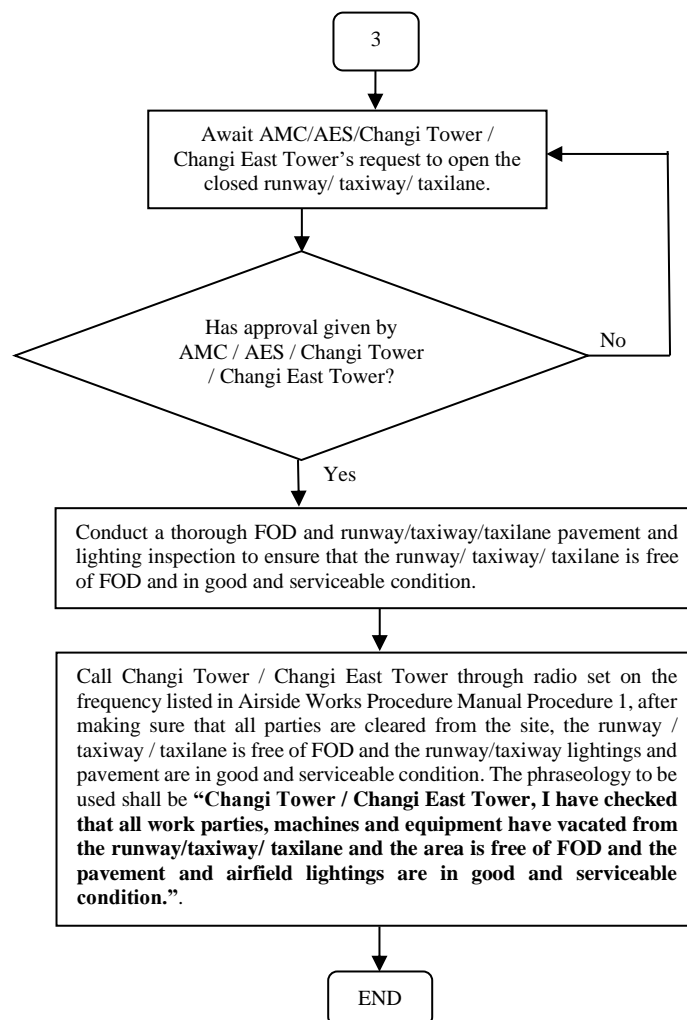 3
Await AMC/AES/Changi Tower /
Changi East Tower's request to open the
closed runway/ taxiway/ taxilane.
Has approval given by
AMC / AES / Changi Tower
/ Changi East Tower?
No
Yes
Conduct a thorough FOD and runway/taxiway/taxilane pavement and
lighting inspection to ensure that the runway/ taxiway/ taxilane is free
of FOD and in good and serviceable condition.
Call Changi Tower / Changi East Tower through radio set on the
frequency listed in Airside Works Procedure Manual Procedure 1, after
making sure that all parties are cleared from the site, the runway /
taxiway / taxilane is free of FOD and the runway/taxiway lightings and
pavement are in good and serviceable condition. The phraseology to be
used shall be “Changi Tower / Changi East Tower, I have checked
that all work parties, machines and equipment have vacated from
the runway/taxiway/ taxilane and the area is free of FOD and the
pavement and airfield lightings are in good and serviceable
condition.”.
END